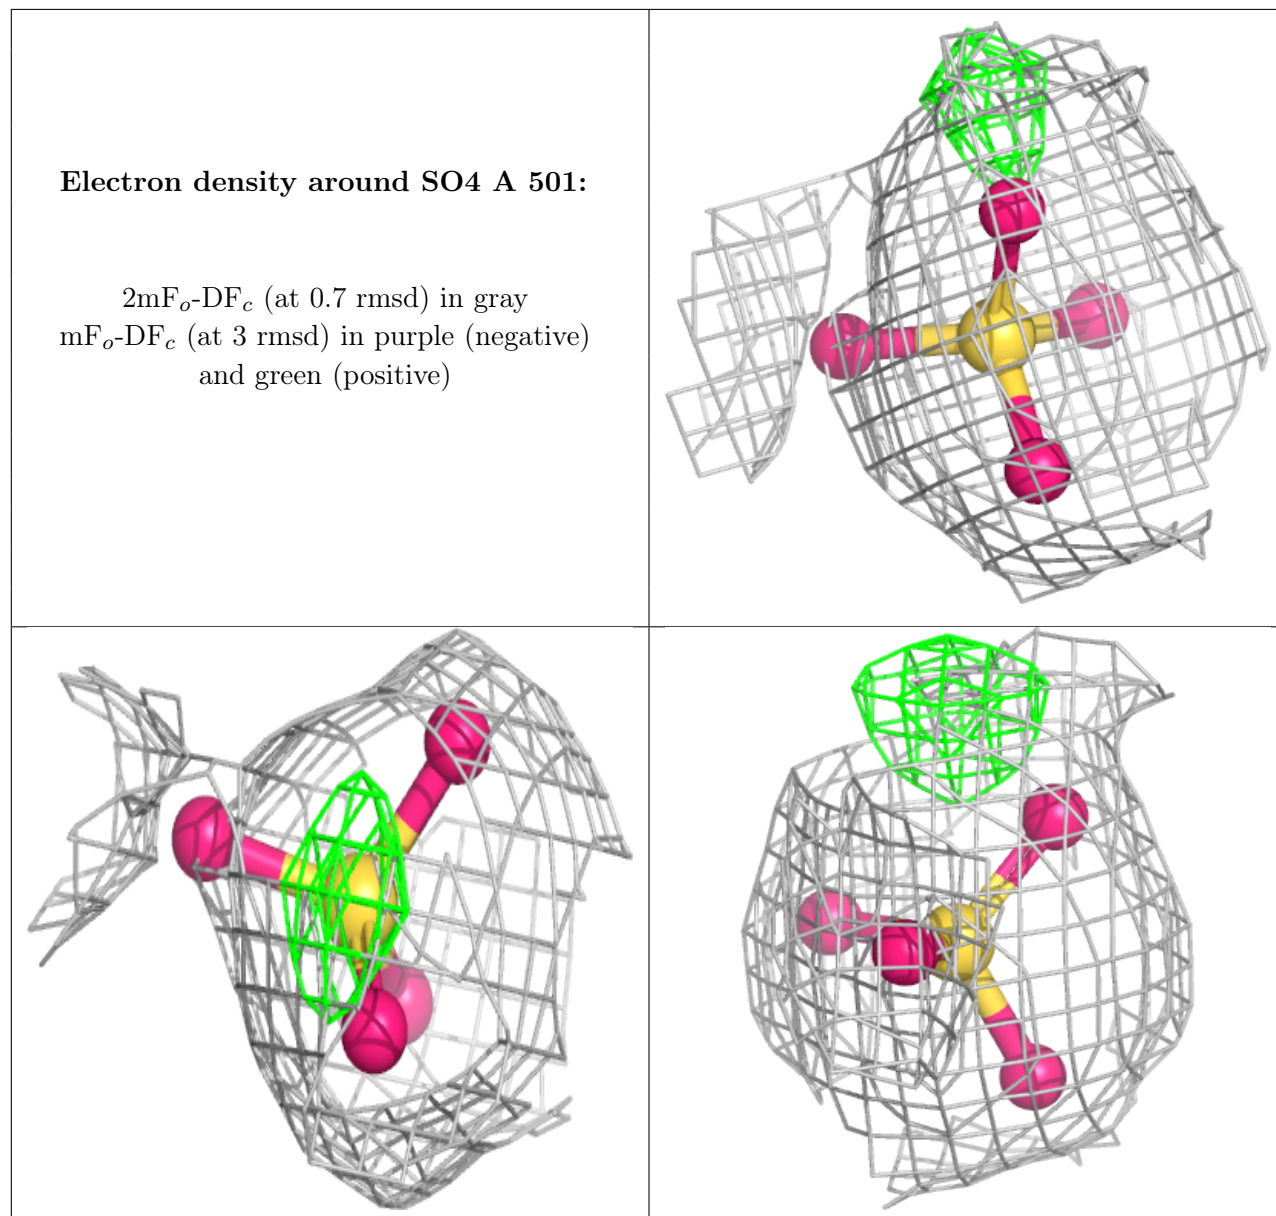 Electron density around SO4 A 501:
2mFo-DFc (at 0.7 rmsd) in gray
mFo-DFc (at 3 rmsd) in purple (negative)
and green (positive)